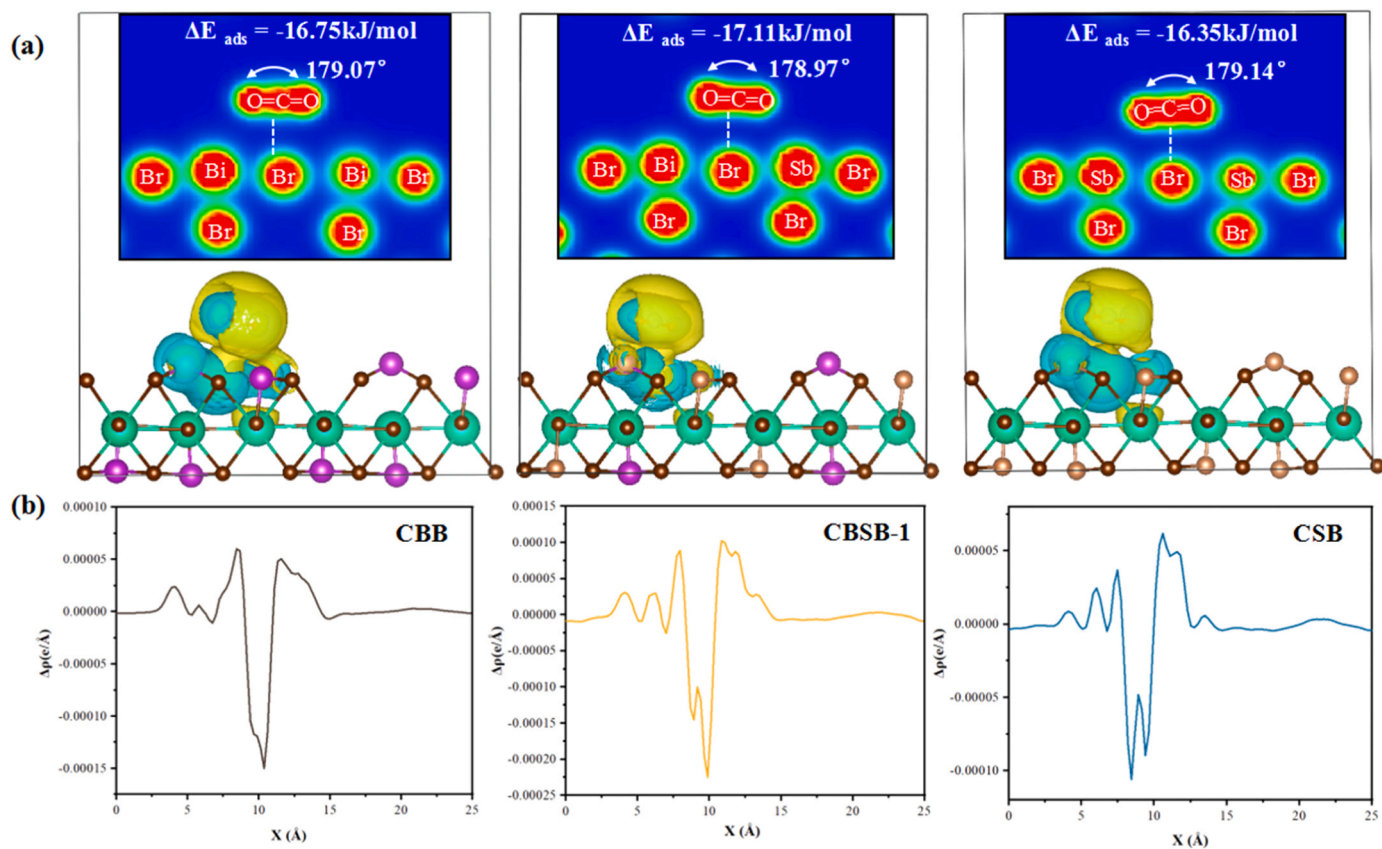 (a)
ΔE ads = -16.75kJ/mol
179.07°
O=C=O
Br Bi Br Bi Br
Br Br
ΔE ads = -17.11kJ/mol
178.97°
O=C=O
Br Bi Br Sb Br
Br Br
ΔE ads = -16.35kJ/mol
179.14°
O=C=O
Br Sb Br Sb Br
Br Br
(b)
CBB
0.00010
0.00005
0.00000
-0.00005
-0.00010
-0.00015
Δρ(e/Å)
0 5 10 15 20 25
X (Å)
CBSB-1
0.00015
0.00010
0.00005
0.00000
-0.00005
-0.00010
-0.00015
-0.00020
-0.00025
Δρ(e/Å)
0 5 10 15 20 25
X (Å)
CSB
0.00005
0.00000
-0.00005
-0.00010
Δρ(e/Å)
0 5 10 15 20 25
X (Å)